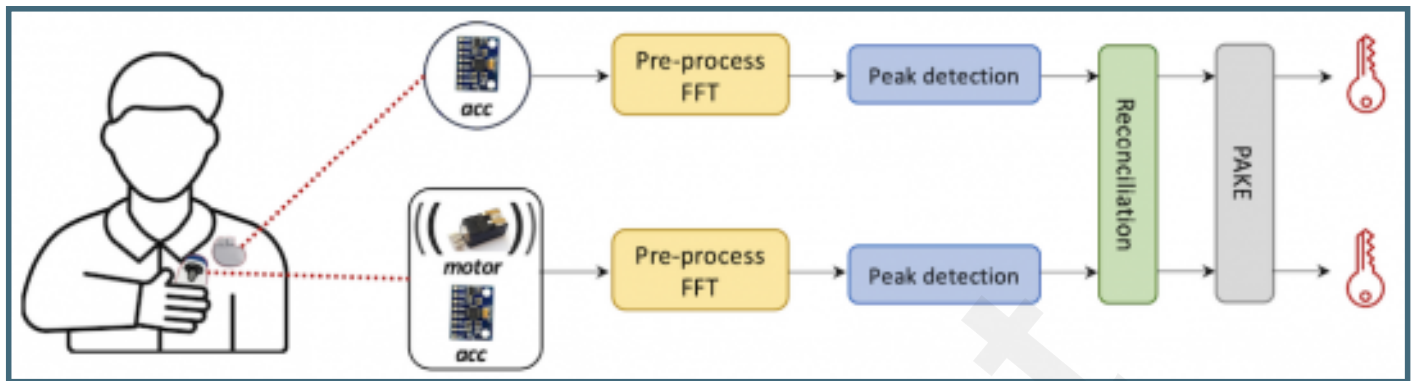 acc
Pre-process
FFT
Peak detection
Reconciliation
PAKE
motor
acc
Pre-process
FFT
Peak detection